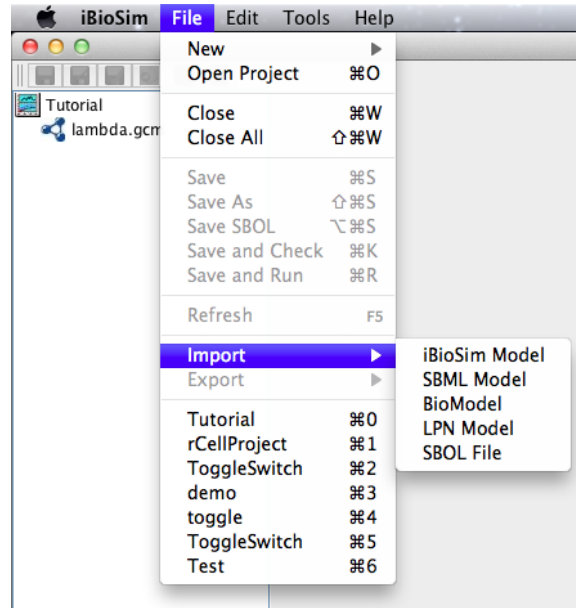 iBioSim File Edit Tools Help
New ▶
Open Project ⌘O
Tutorial
lambda.gcm
Close ⌘W
Close All ⇧⌘W
Save ⌘S
Save As ⇧⌘S
Save SBOL ⌥⌘S
Save and Check ⌘K
Save and Run ⌘R
Refresh F5
Import ▶
Export ▶
iBioSim Model
SBML Model
BioModel
LPN Model
SBOL File
Tutorial ⌘0
rCellProject ⌘1
ToggleSwitch ⌘2
demo ⌘3
toggle ⌘4
ToggleSwitch ⌘5
Test ⌘6